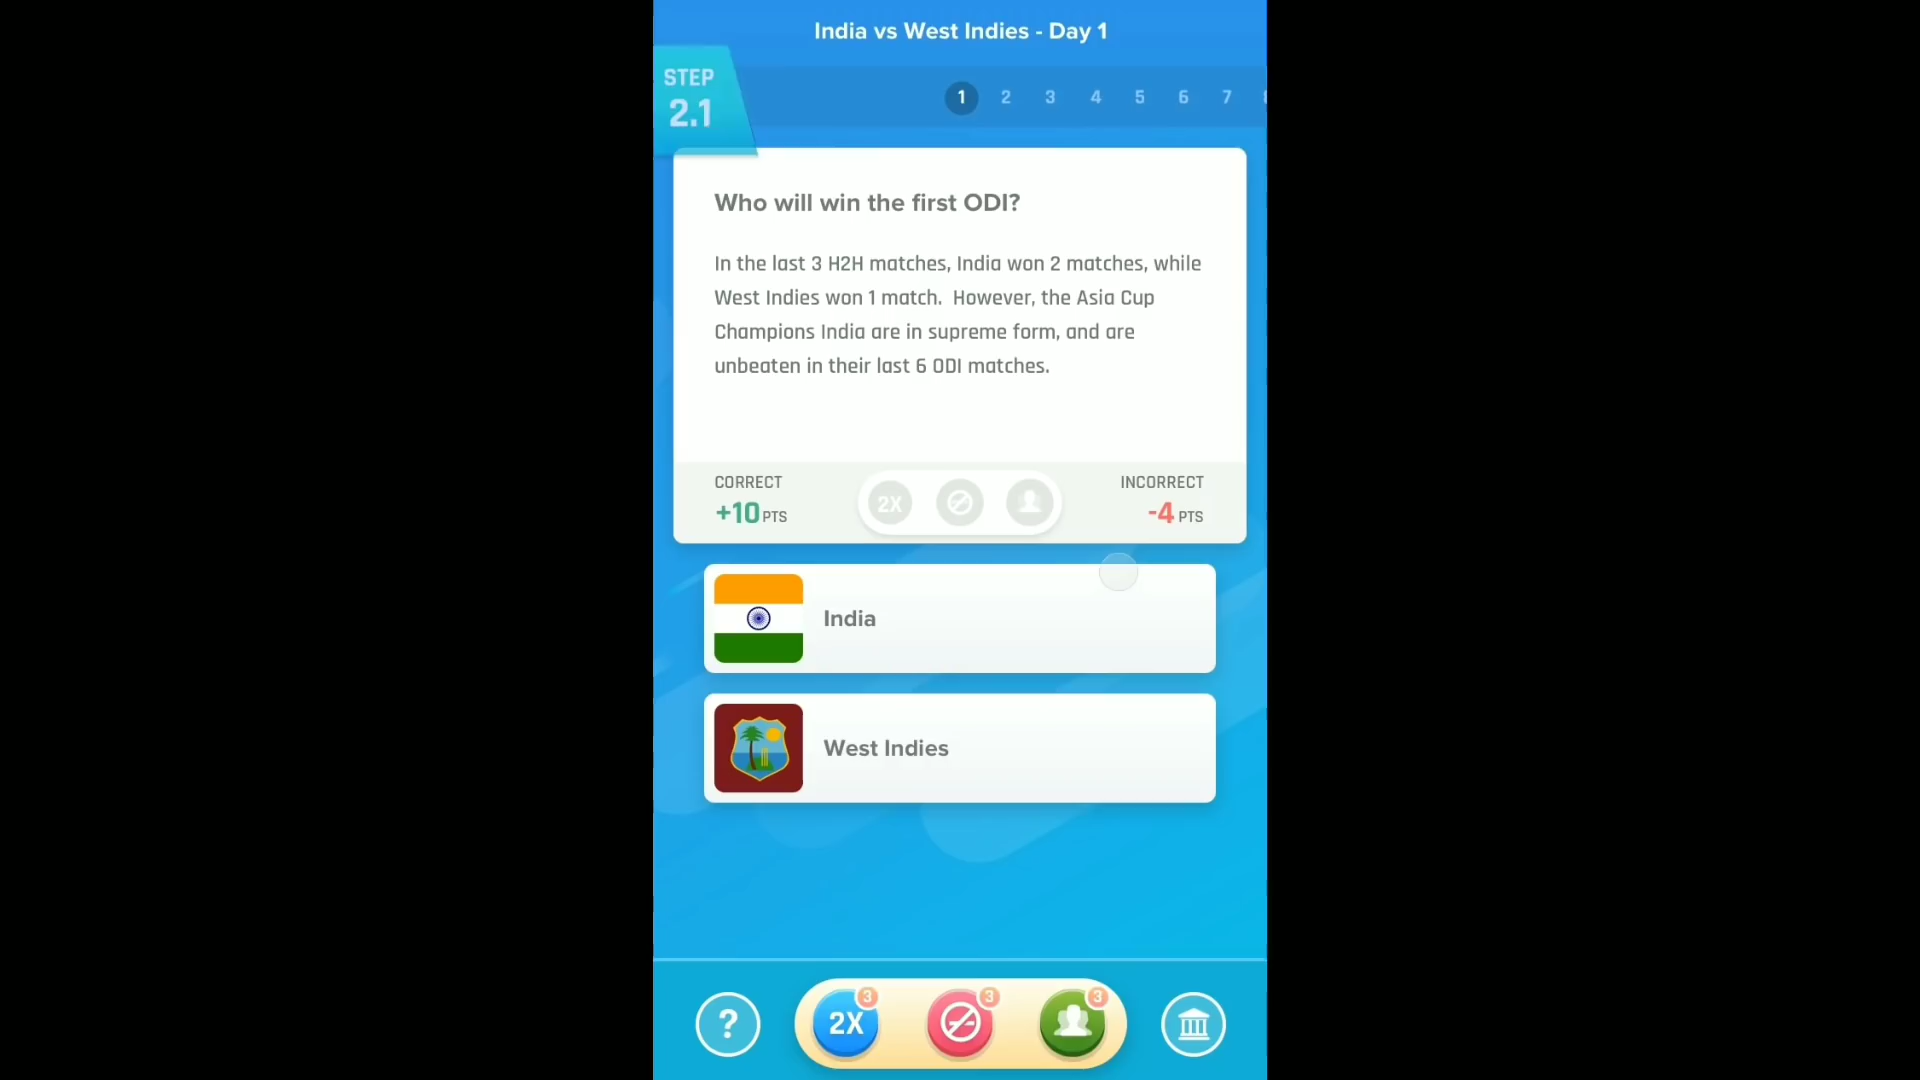 India vs West Indies - Day 1
STEP
2.1
1 2 3 4 5 6 7
Who will win the first ODI?
In the last 3 H2H matches, India won 2 matches, while
West Indies won 1 match. However, the Asia Cup
Champions India are in supreme form, and are
unbeaten in their last 6 ODI matches.
CORRECT
+10 PTS
2X
INCORRECT
-4 PTS
India
West Indies
?
2X 3
3
3